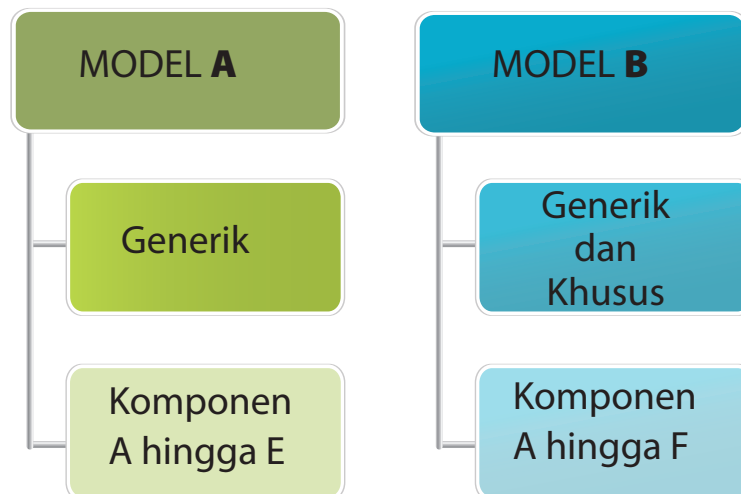 MODEL A
Generik
Komponen
A hingga E
MODEL B
Generik
dan
Khusus
Komponen
A hingga F